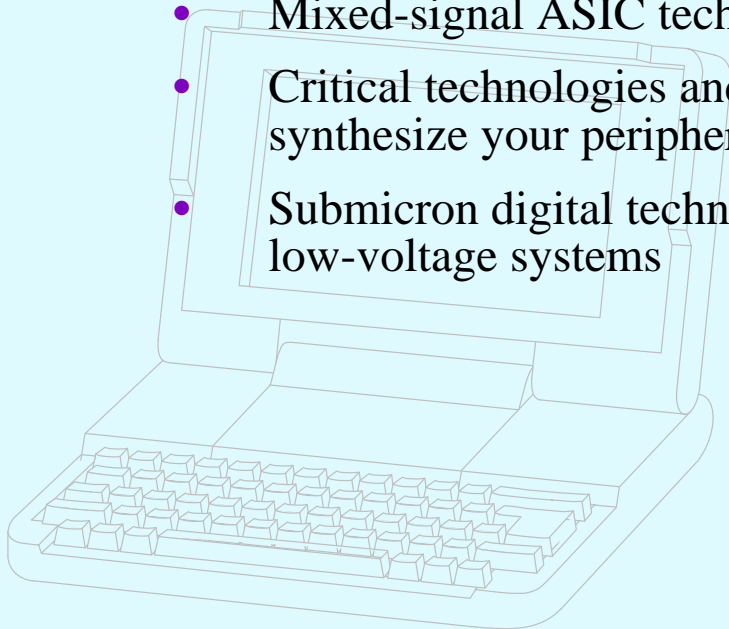 • Mixed-signal ASIC tech
• Critical technologies and
synthesize your peripher
• Submicron digital techn
low-voltage systems